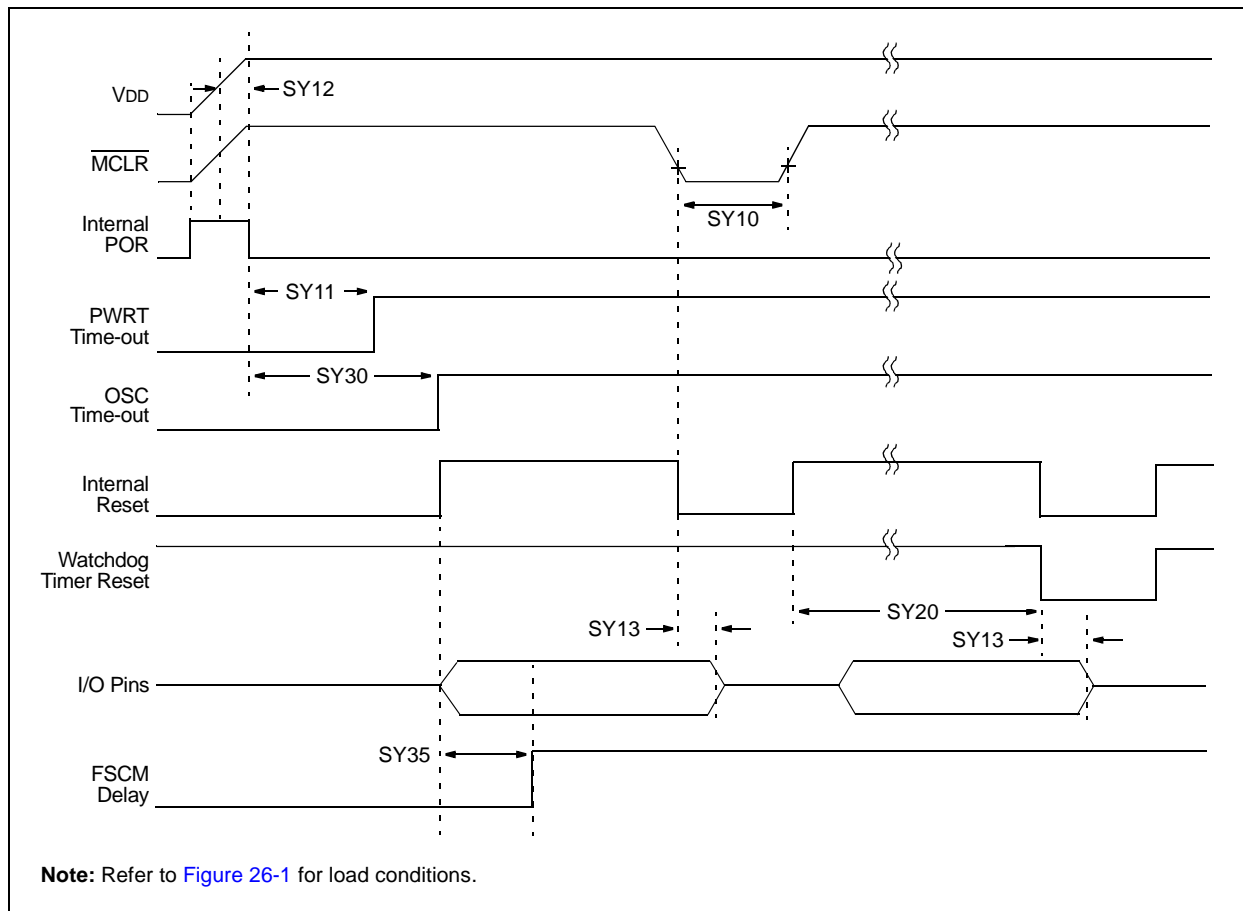 VDD
SY12
MCLR
SY10
Internal
POR
SY11
PWRT
Time-out
SY30
OSC
Time-out
Internal
Reset
Watchdog
Timer Reset
SY20
SY13
SY13
I/O Pins
SY35
FSCM
Delay
Note: Refer to Figure 26-1 for load conditions.